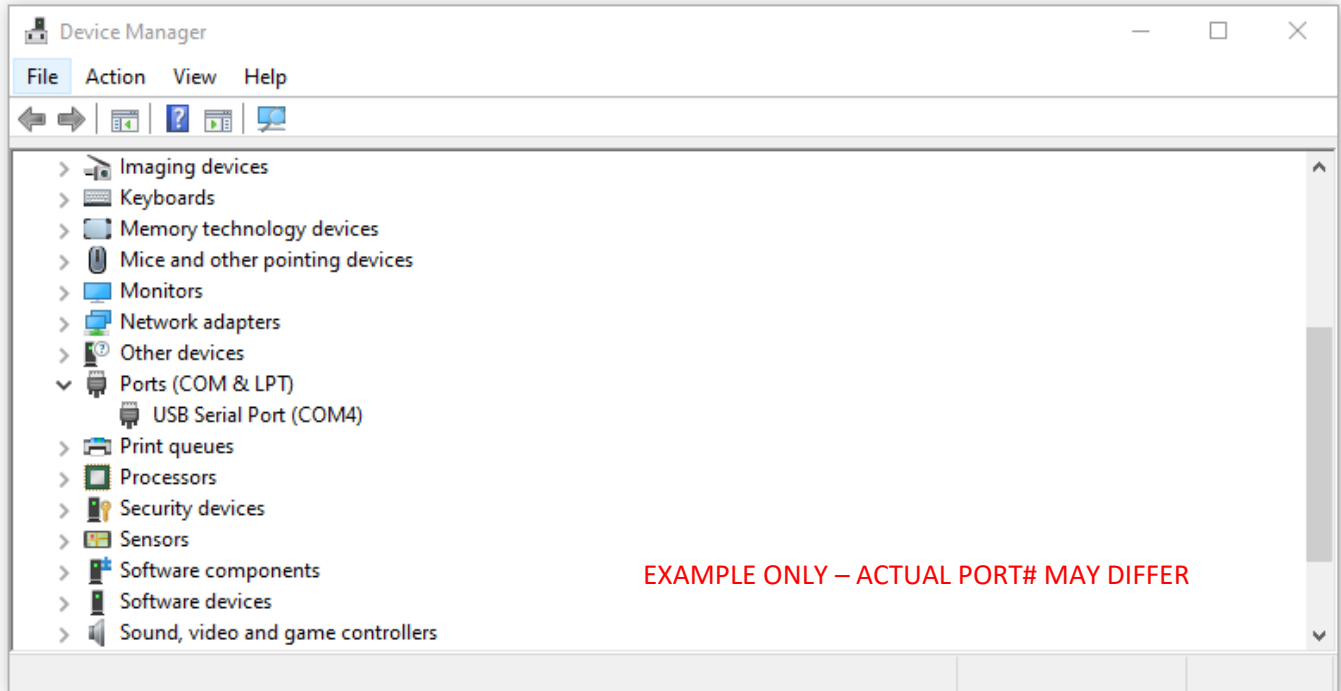 Device Manager
File Action View Help
Imaging devices
Keyboards
Memory technology devices
Mice and other pointing devices
Monitors
Network adapters
Other devices
Ports (COM & LPT)
USB Serial Port (COM4)
Print queues
Processors
Security devices
Sensors
Software components
EXAMPLE ONLY – ACTUAL PORT# MAY DIFFER
Software devices
Sound, video and game controllers